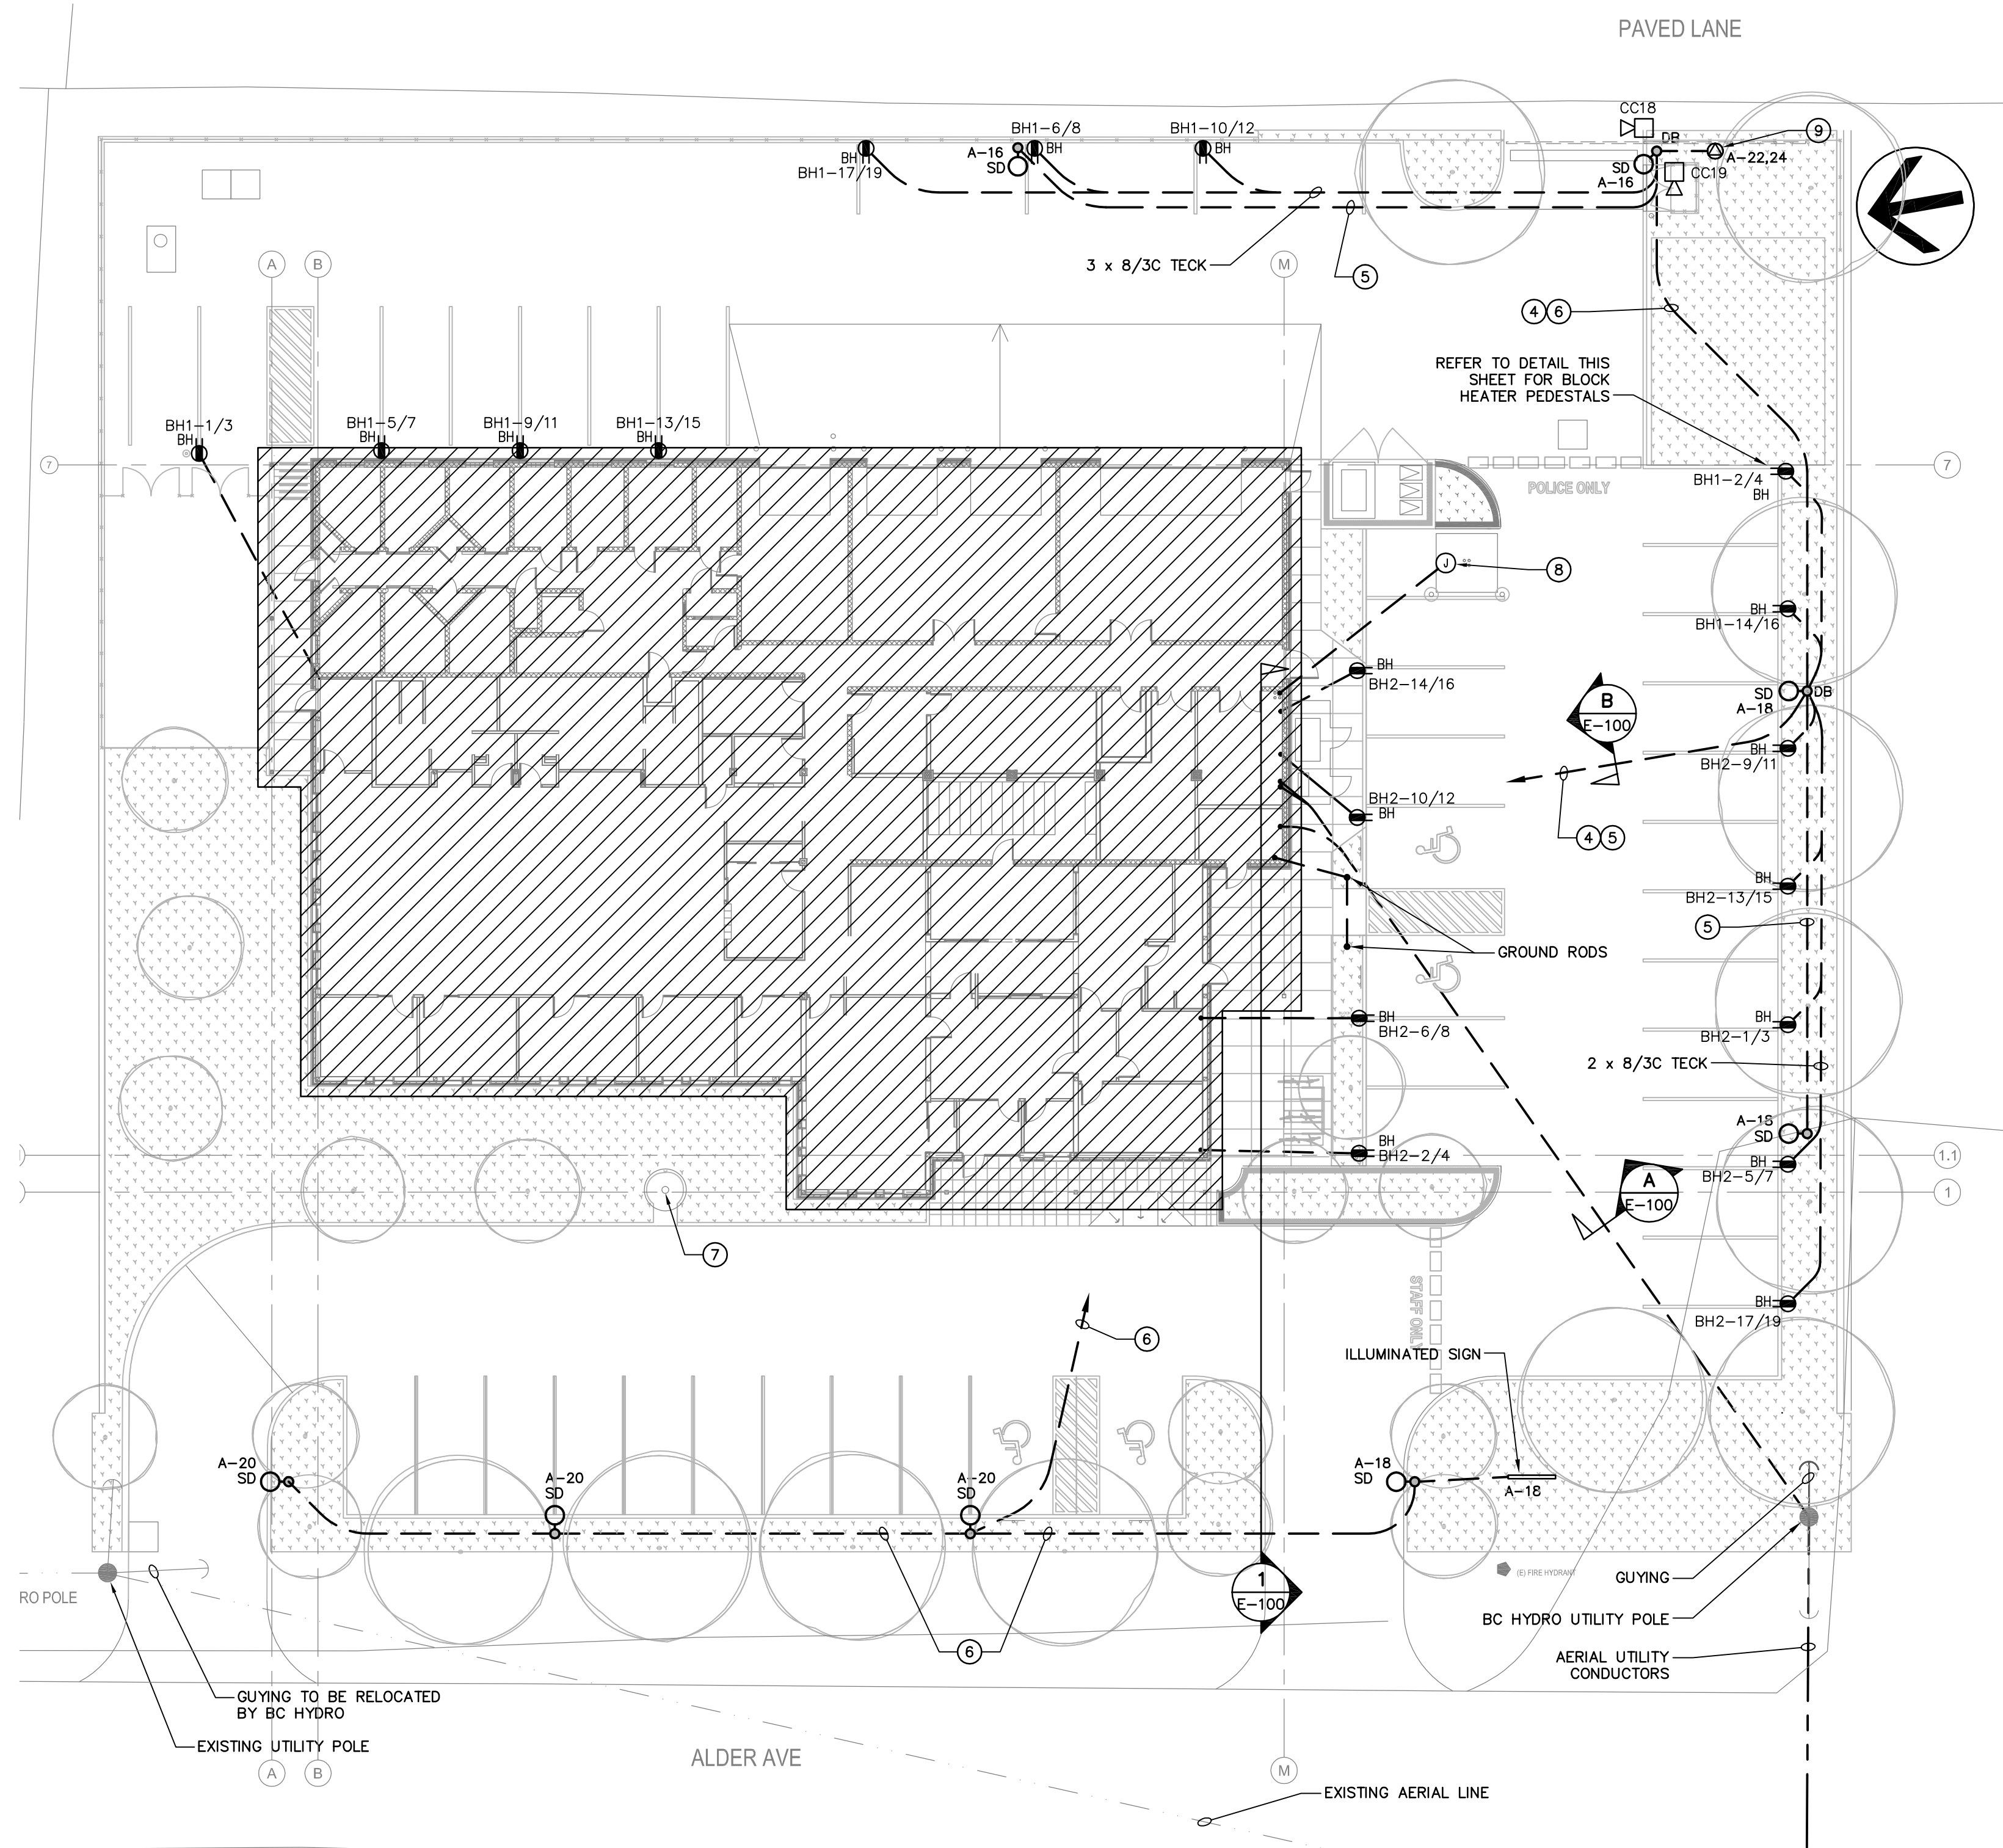 PAVED LANE
CC18
BH1-6/8
BH1-10/12
9
DB
A-16
BH
BH
BH
A-22,24
SD
SD
BH1-17/19
CC19
A-16
A
B
M
3 x 8/3C TECK
5
4
6
REFER TO DETAIL THIS
SHEET FOR BLOCK
HEATER PEDESTALS
BH1-1/3
BH1-5/7
BH1-9/11
BH1-13/15
BH
BH
BH
BH
7
7
BH1-2/4
POLICE ONLY
BH
J
8
BH
BH1-14/16
BH
BH2-14/16
B
E-100
SD
DB
A-18
BH
BH2-9/11
BH2-10/12
BH
4
5
BH
BH2-13/15
5
GROUND RODS
BH
BH2-6/8
BH
BH2-1/3
2 x 8/3C TECK
A-18
SD
BH
BH2-2/4
BH
BH2-5/7
1.1
A
E-100
1
7
STAFF ONLY
BH
BH2-17/19
6
ILLUMINATED SIGN
A-20
SD
A-20
SD
A-20
SD
A-18
SD
A-18
(E) FIRE HYDRANT
GUYING
1
E-100
RO POLE
BC HYDRO UTILITY POLE
6
AERIAL UTILITY
CONDUCTORS
GUYING TO BE RELOCATED
BY BC HYDRO
EXISTING UTILITY POLE
ALDER AVE
A
B
M
EXISTING AERIAL LINE